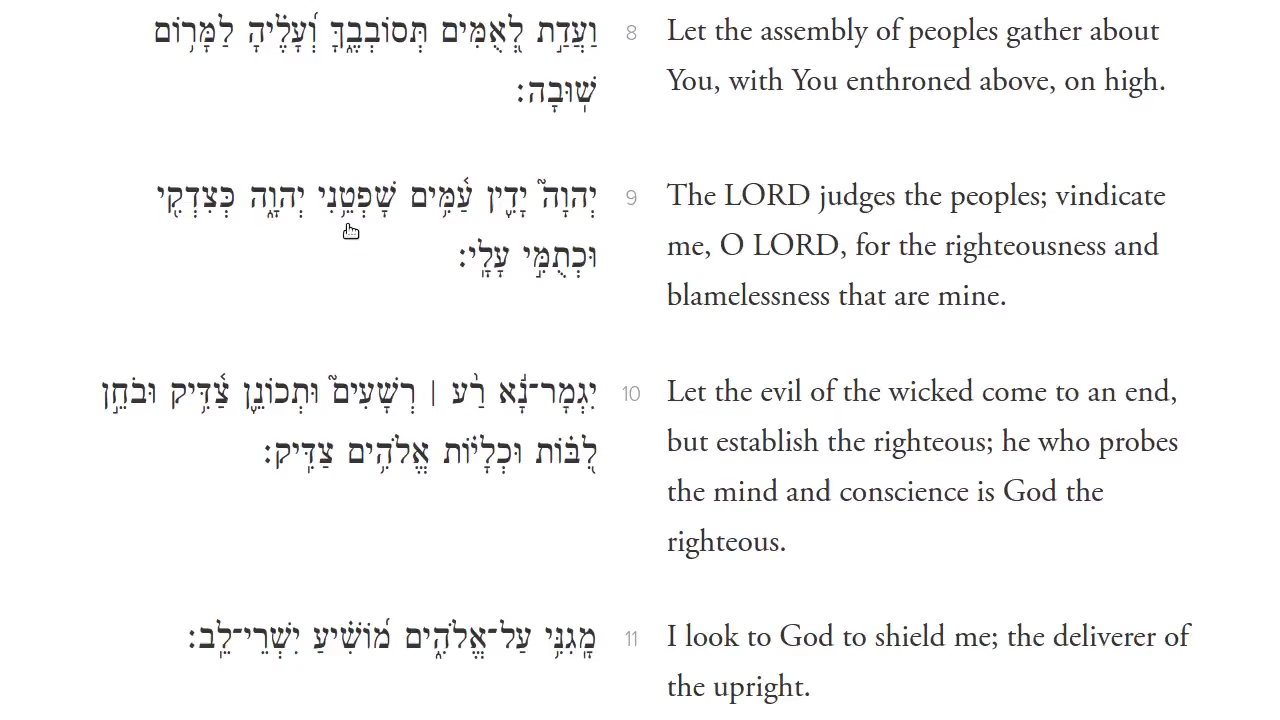 וַעֲדַ֣ת לְ֭אֻמִּים תְּסוֹבְבֶ֑ךָּ וְ֝עָלֶ֗יהָ לַמָּר֥וֹם
שֽׁוּבָה׃
8
Let the assembly of peoples gather about
You, with You enthroned above, on high.
יְהוָה֮ יָדִ֪ין עַ֫מִּ֥ים שָׁפְטֵ֥נִי יְהוָ֑ה כְּצִדְקִ֖י
וּכְתֻמִּ֣י עָלָֽי׃
9
The LORD judges the peoples; vindicate
me, O LORD, for the righteousness and
blamelessness that are mine.
יִגְמָר־נָ֬א רַ֨ע ׀ רְשָׁעִים֮ וּתְכוֹנֵ֪ן צַ֫דִּ֥יק וּבֹחֵ֣ן
לִ֭בּ֗וֹת וּכְלָי֗וֹת אֱלֹהִ֥ים צַדִּֽיק׃
10
Let the evil of the wicked come to an end,
but establish the righteous; he who probes
the mind and conscience is God the
righteous.
מָֽגִנִּ֥י עַל־אֱלֹהִ֑ים מ֝וֹשִׁ֗יעַ יִשְׁרֵי־לֵֽב׃
11
I look to God to shield me; the deliverer of
the upright.